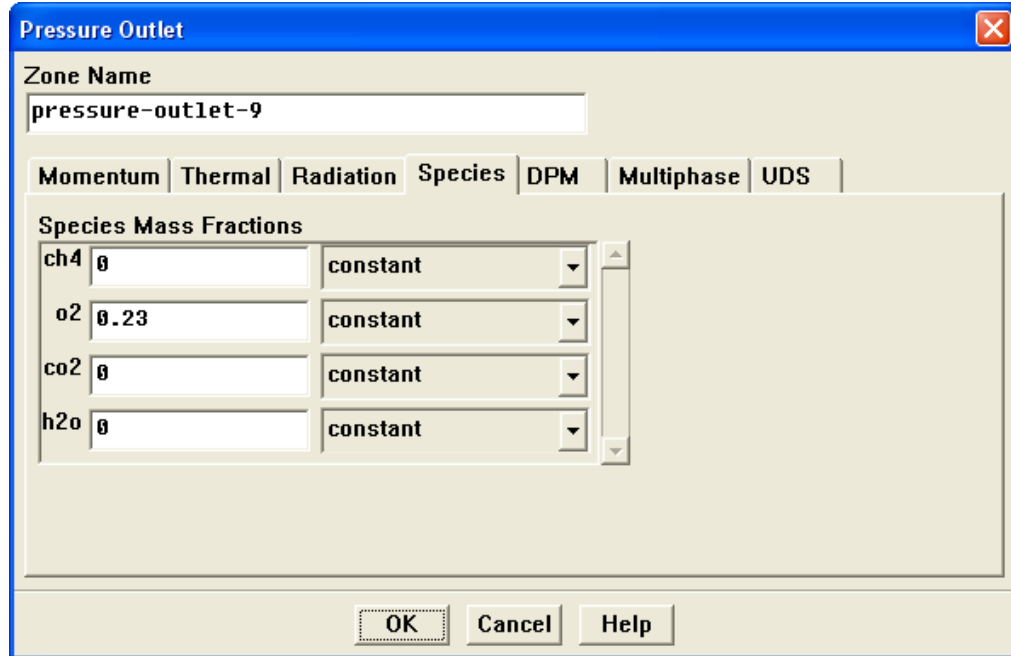 Pressure Outlet
Zone Name
pressure-outlet-9
Momentum Thermal Radiation Species DPM Multiphase UDS
Species Mass Fractions
ch4 0 constant
o2 0.23 constant
co2 0 constant
h2o 0 constant
OK Cancel Help